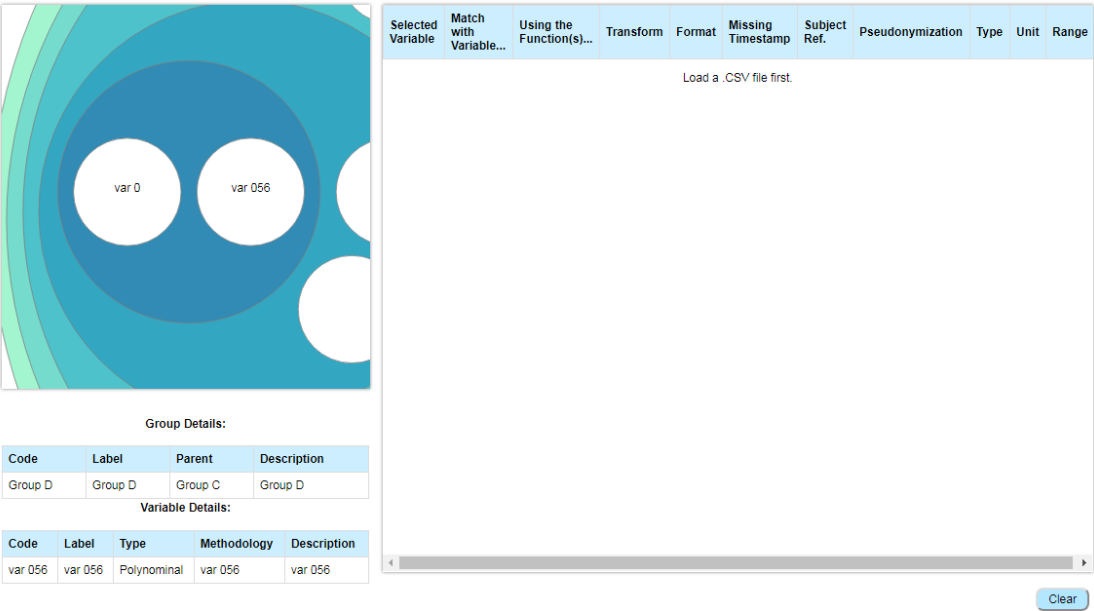 var 0 var 056
Group Details:
Code Label Parent Description
Group D Group D Group C Group D
Variable Details:
Code Label Type Methodology Description
var 056 var 056 Polynominal var 056 var 056
Selected Variable Match with Variable... Using the Function(s)... Transform Format Missing Timestamp Subject Ref. Pseudonymization Type Unit Range
Load a .CSV file first.
Clear